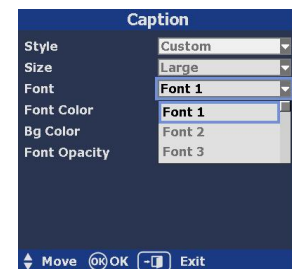 Caption
Style Custom
Size Large
Font Font 1
Font Color Font 1
Bg Color Font 2
Font Opacity Font 3
Move OK OK Exit